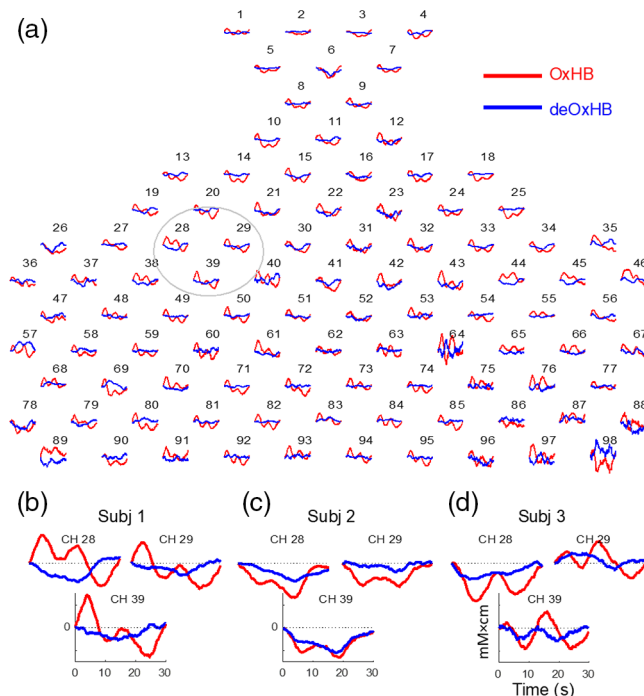 (a)
1 2 3 4
5 6 7
OxHB
8 9
deOxHB
10 11 12
13 14 15 16 17 18
19 20 21 22 23 24 25
26 27 28 29 30 31 32 33 34 35
36 37 38 39 40 41 42 43 44 45 46
47 48 49 50 51 52 53 54 55 56
57 58 59 60 61 62 63 64 65 66 67
68 69 70 71 72 73 74 75 76 77
78 79 80 81 82 83 84 85 86 87 88
89 90 91 92 93 94 95 96 97 98
(b) Subj 1 (c) Subj 2 (d) Subj 3
CH 28 CH 29 CH 28 CH 29 CH 28 CH 29
CH 39 CH 39 CH 39
0 0 mM×cm
0 10 20 30 0 10 20 30 0 10 20 30
Time (s)